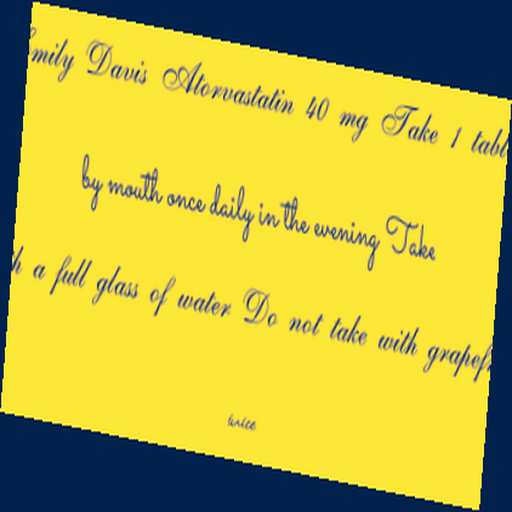 mily Davis Atorvastatin 40 mg Take 1 tabl
by mouth once daily in the evening Take
h a full glass of water Do not take with grapef
juice